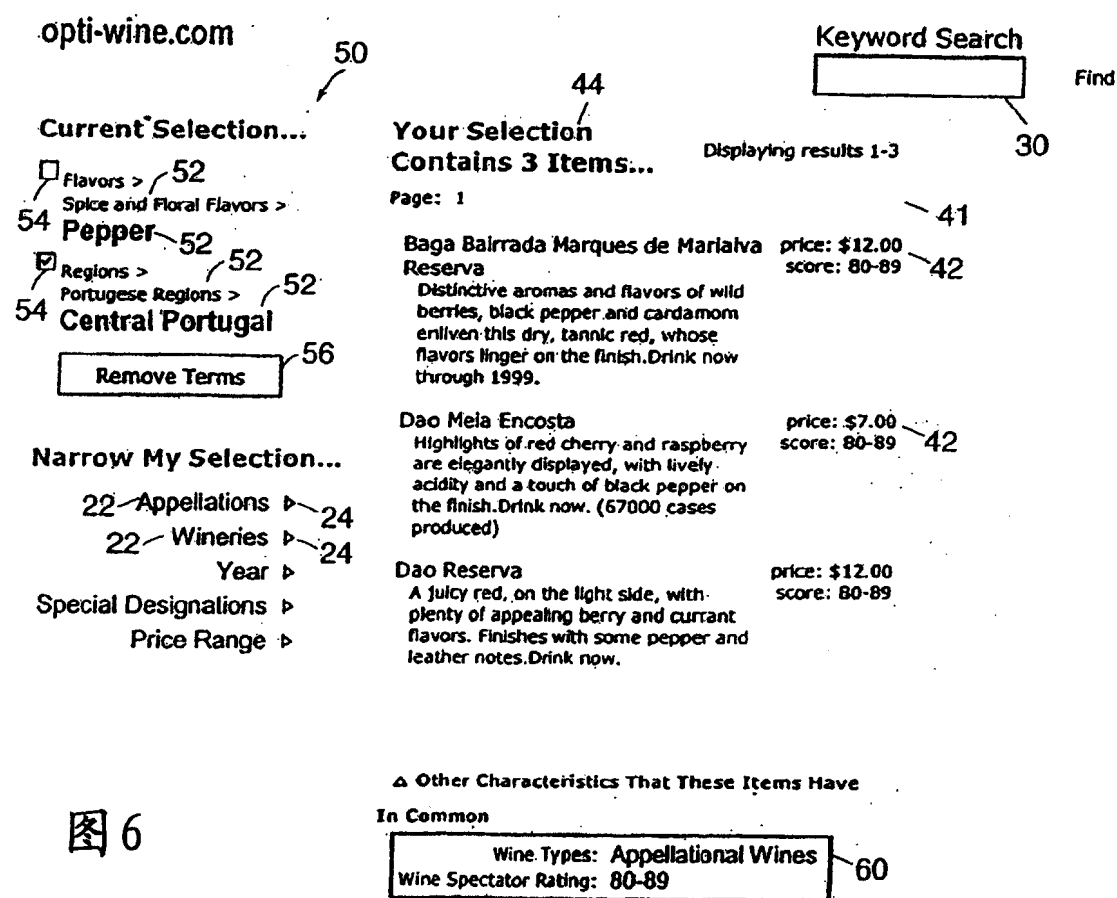 opti-wine.com
50
Keyword Search
Find
30
Current Selection...
Flavors >
52
54
Spice and Floral Flavors >
Pepper
52
Regions >
52
54
Portugese Regions >
52
Central Portugal
Remove Terms
56
Narrow My Selection...
22
Appellations
24
22
Wineries
24
Year
Special Designations
Price Range
44
Your Selection
Contains 3 Items...
Displaying results 1-3
Page: 1
41
Baga Bairrada Marques de Marialva
Reserva
price: $12.00
score: 80-89
42
Distinctive aromas and flavors of wild
berries, black pepper and cardamom
enliven this dry, tannic red, whose
flavors linger on the finish.Drink now
through 1999.
Dao Meia Encosta
price: $7.00
score: 80-89
42
Highlights of red cherry and raspberry
are elegantly displayed, with lively
acidity and a touch of black pepper on
the finish.Drink now. (67000 cases
produced)
Dao Reserva
price: $12.00
score: 80-89
A juicy red, on the light side, with
plenty of appealing berry and currant
flavors. Finishes with some pepper and
leather notes.Drink now.
Other Characteristics That These Items Have
In Common
Wine Types: Appellational Wines
Wine Spectator Rating: 80-89
60
图 6